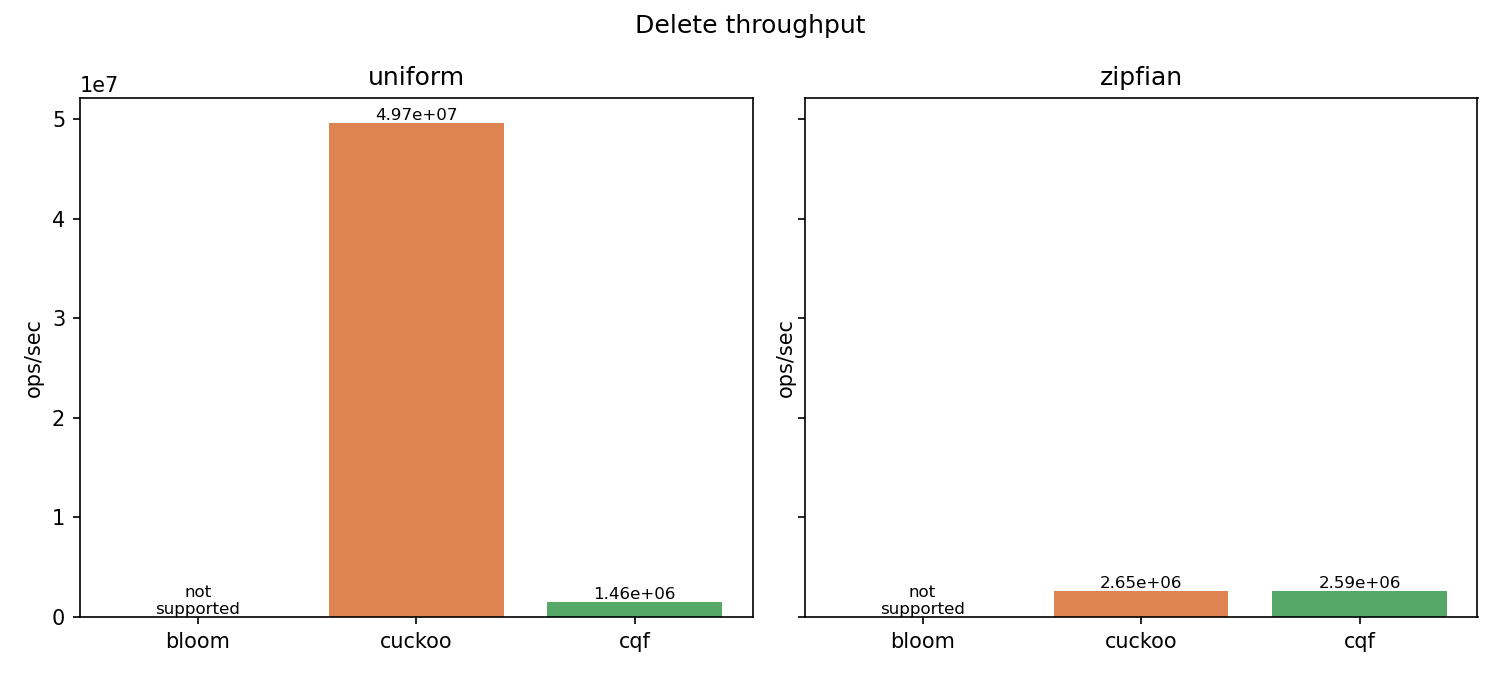 Delete throughput
uniform
1e7
ops/sec
5
4
3
2
1
0
not
supported
4.97e+07
1.46e+06
bloom
cuckoo
cqf
zipfian
ops/sec
not
supported
2.65e+06
2.59e+06
bloom
cuckoo
cqf